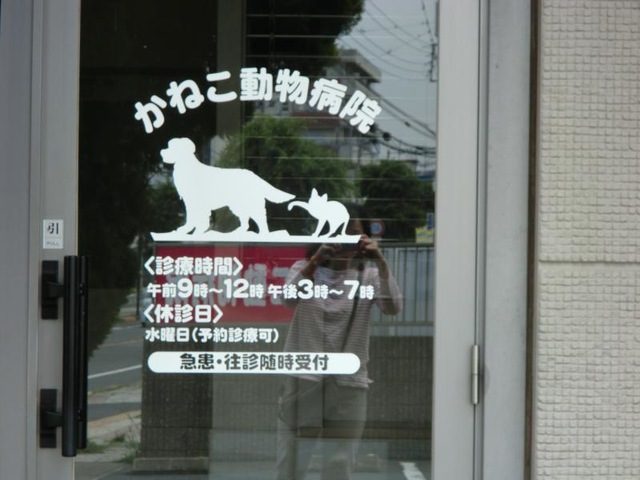 かねこ動物病院
引
<診療時間>
午前9時～12時 午後3時～7時
<休診日>
水曜日(予約診療可)
急患・往診随時受付